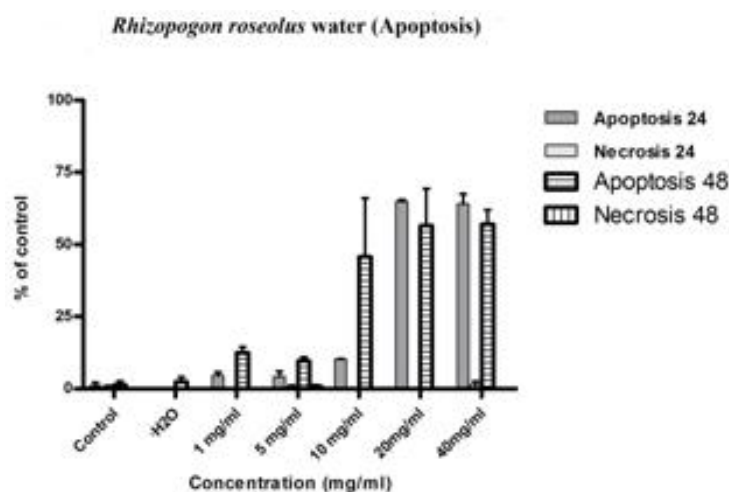 Rhizopogon roseolus water (Apoptosis)
100
75
50
25
0
% of control
Apoptosis 24
Necrosis 24
Apoptosis 48
Necrosis 48
Control
·H2O
1 mg/ml
5 mg/ml
10 mg/ml
20mg/ml
40mg/ml
Concentration (mg/ml)